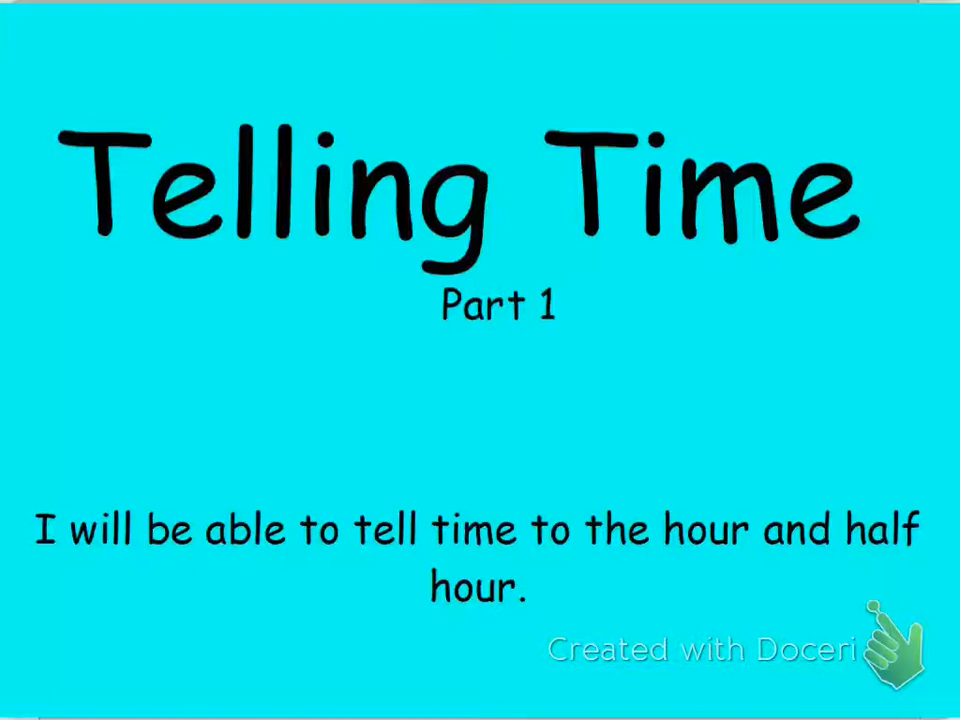 Telling Time
Part 1
I will be able to tell time to the hour and half
hour.
Created with Doceri